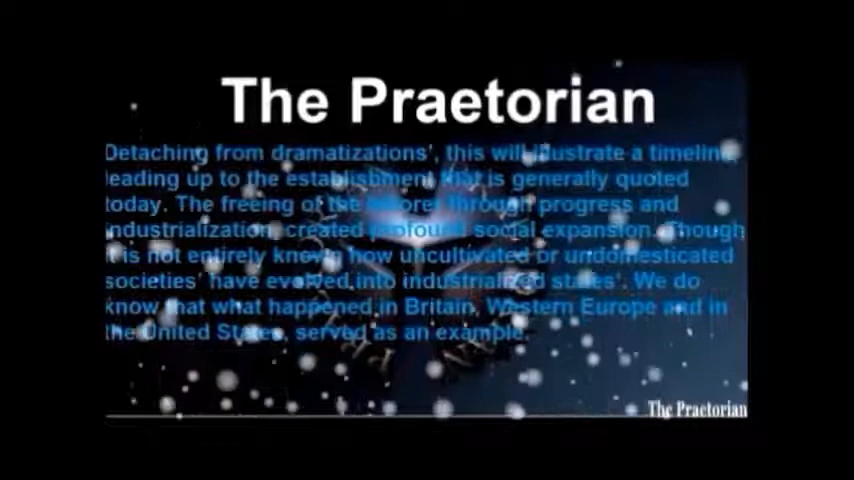 The Praetorian
Detaching from dramatizations', this will illustrate a timeline,
leading up to the establishment that is generally quoted
today. The freeing of the laborer through progress and
industrialization, created profound social expansion. Though
it is not entirely known how uncultivated or undomesticated
societies' have evolved into industrialized states'. We do
know that what happened in Britain, Western Europe and in
the United States, served as an example.
The Praetorian